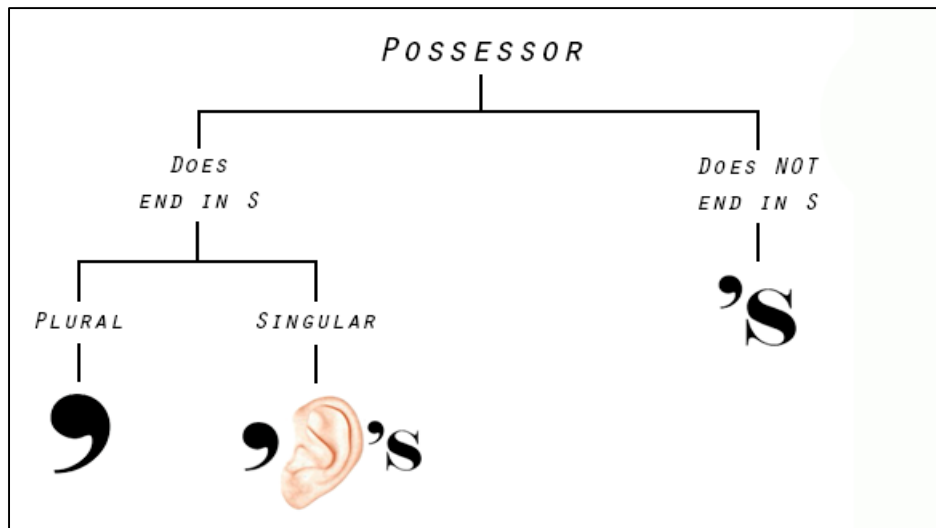 POSSESSOR
DOES
END IN S
DOES NOT
END IN S
PLURAL
SINGULAR
’s
’
’ ’s